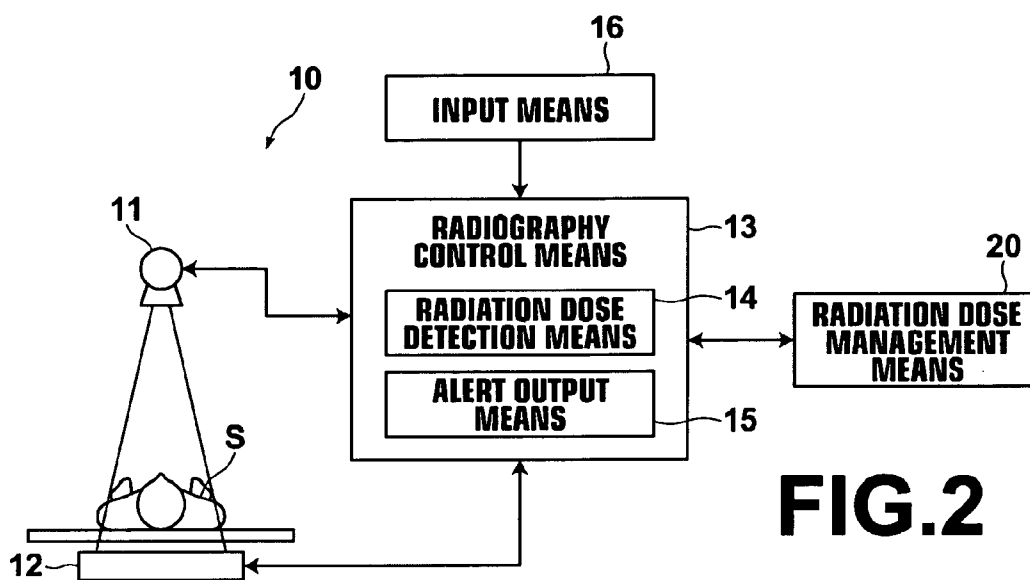 16
10
INPUT MEANS
11
RADIOGRAPHY
CONTROL MEANS
13
20
RADIATION DOSE
DETECTION MEANS
14
RADIATION DOSE
MANAGEMENT
MEANS
ALERT OUTPUT
MEANS
15
S
12
FIG.2